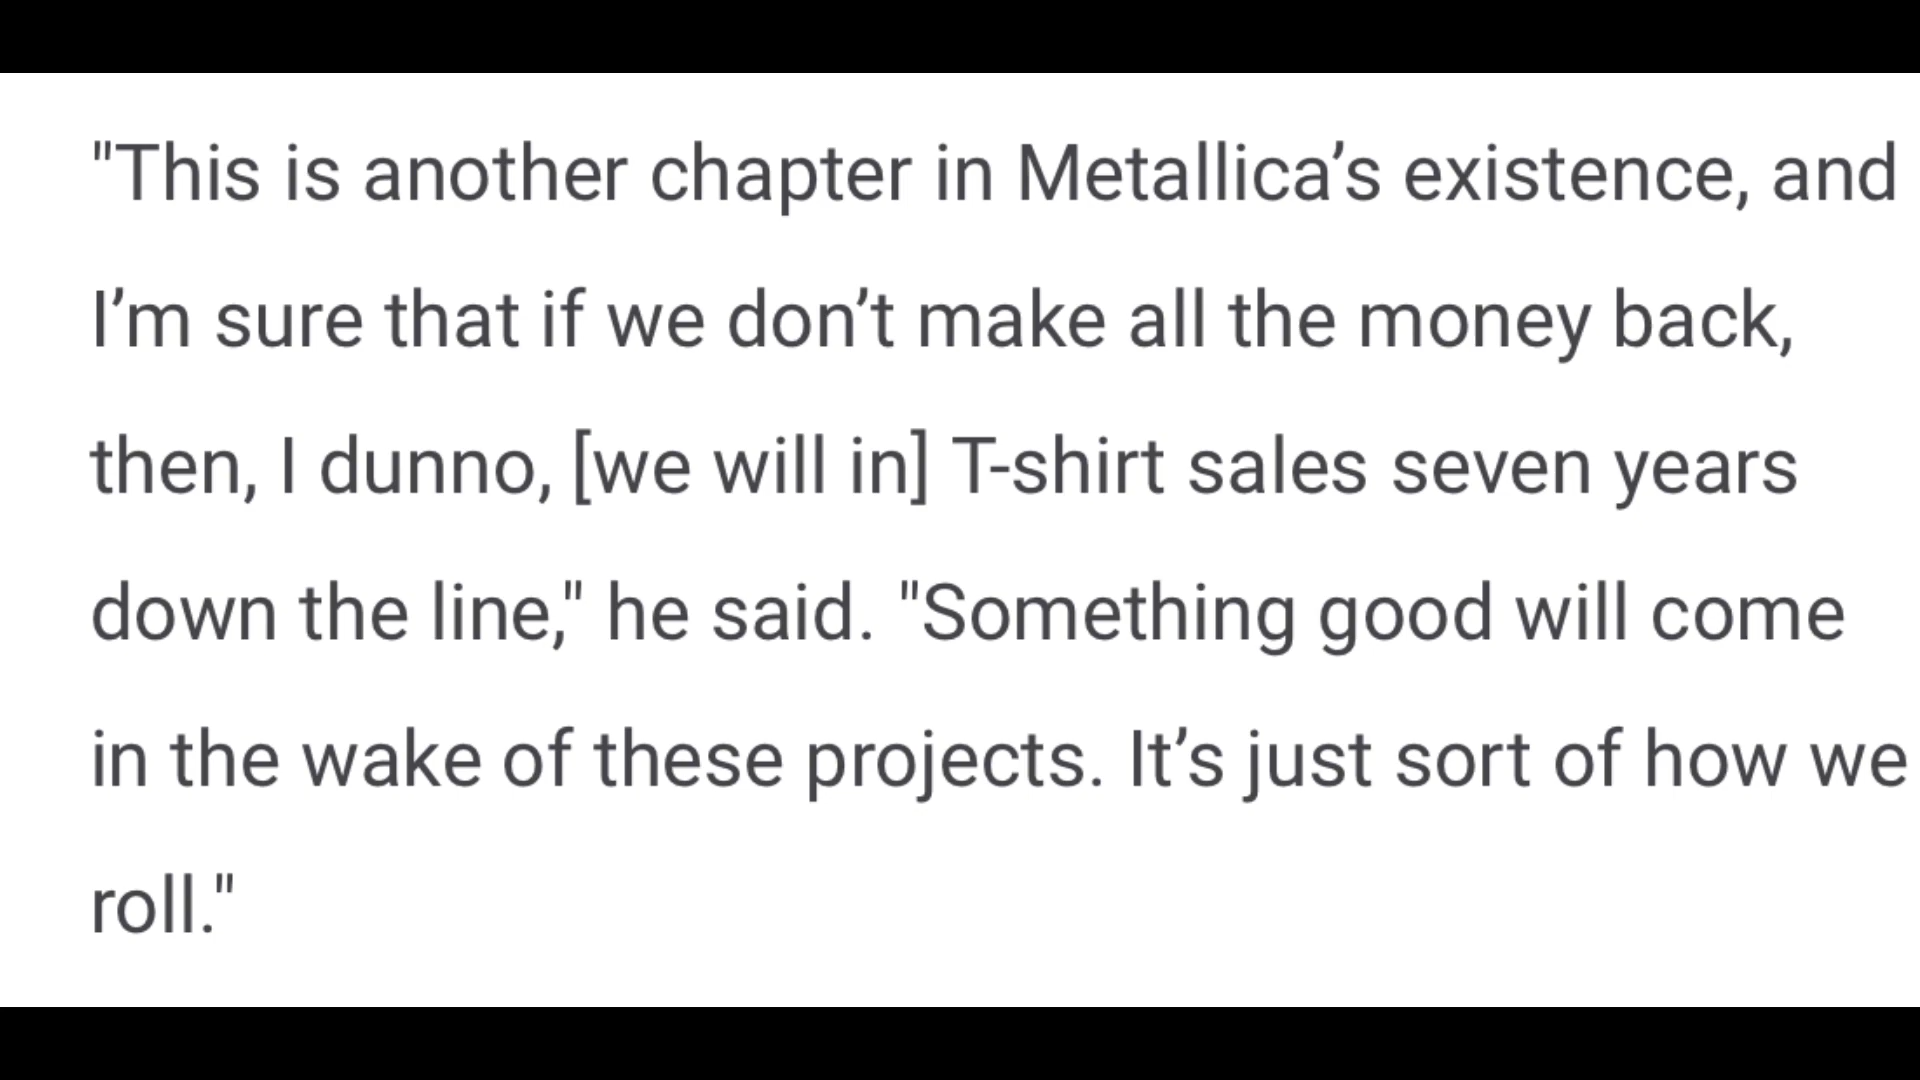 "This is another chapter in Metallica’s existence, and
I’m sure that if we don’t make all the money back,
then, I dunno, [we will in] T-shirt sales seven years
down the line," he said. "Something good will come
in the wake of these projects. It’s just sort of how we
roll."